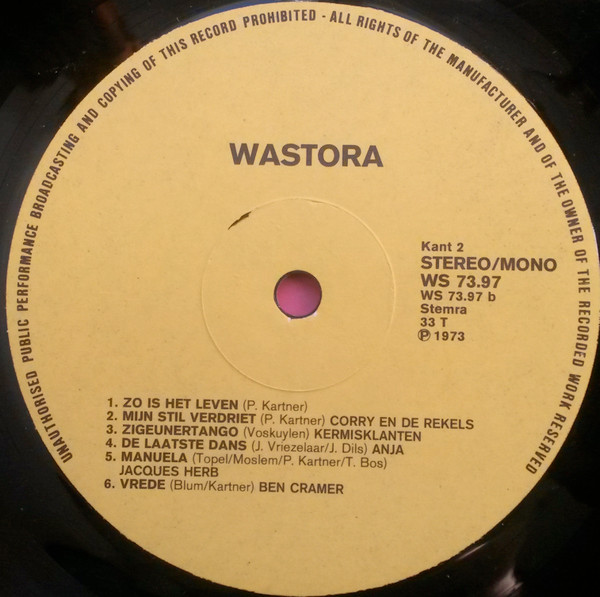 UNAUTHORISED PUBLIC PERFORMANCE BROADCASTING AND COPYING OF THIS RECORD PROHIBITED - ALL RIGHTS OF THE MANUFACTURER AND OF THE OWNER OF THE RECORDED WORK RESERVED
WASTORA
Kant 2
STEREO/MONO
WS 73.97
WS 73.97 b
Stemra
33 T
Ⓟ 1973
1. ZO IS HET LEVEN (P. Kartner)
2. MIJN STIL VERDRIET (P. Kartner) CORRY EN DE REKELS
3. ZIGEUNERTANGO (Voskuylen) KERMISKLANTEN
4. DE LAATSTE DANS (J. Vriezelaar/J. Dils) ANJA
5. MANUELA (Topel/Moslem/P. Kartner/T. Bos)
JACQUES HERB
6. VREDE (Blum/Kartner) BEN CRAMER